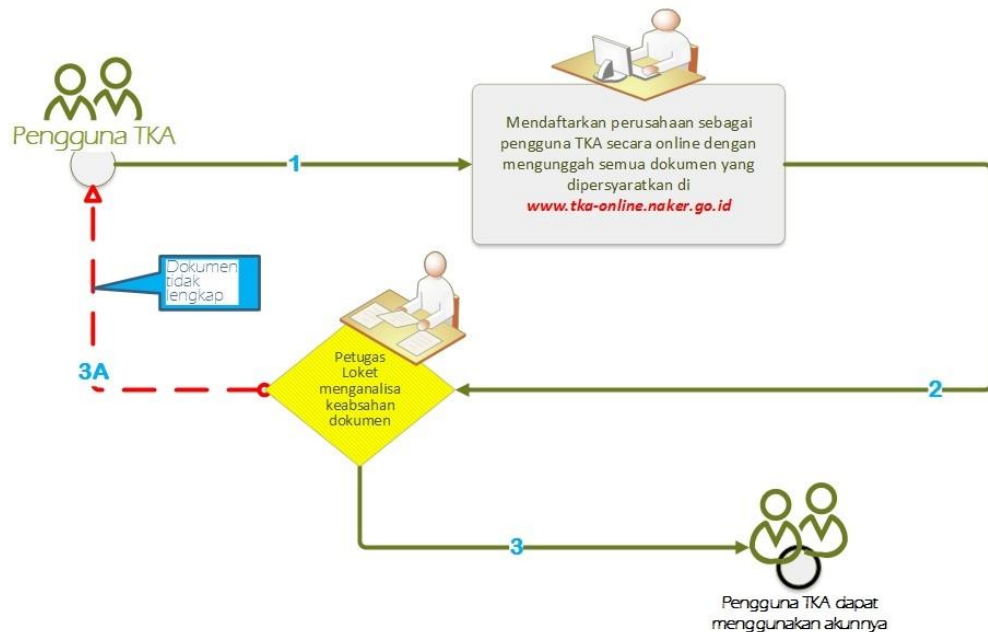 Pengguna TKA
1
Mendaftarkan perusahaan sebagai
pengguna TKA secara online dengan
mengunggah semua dokumen yang
dipersyaratkan di
www.tka-online.naker.go.id
Dokumen
tidak
lengkap
3A
Petugas
Loket
menganalisa
keabsahan
dokumen
2
3
Pengguna TKA dapat
menggunakan akunnya